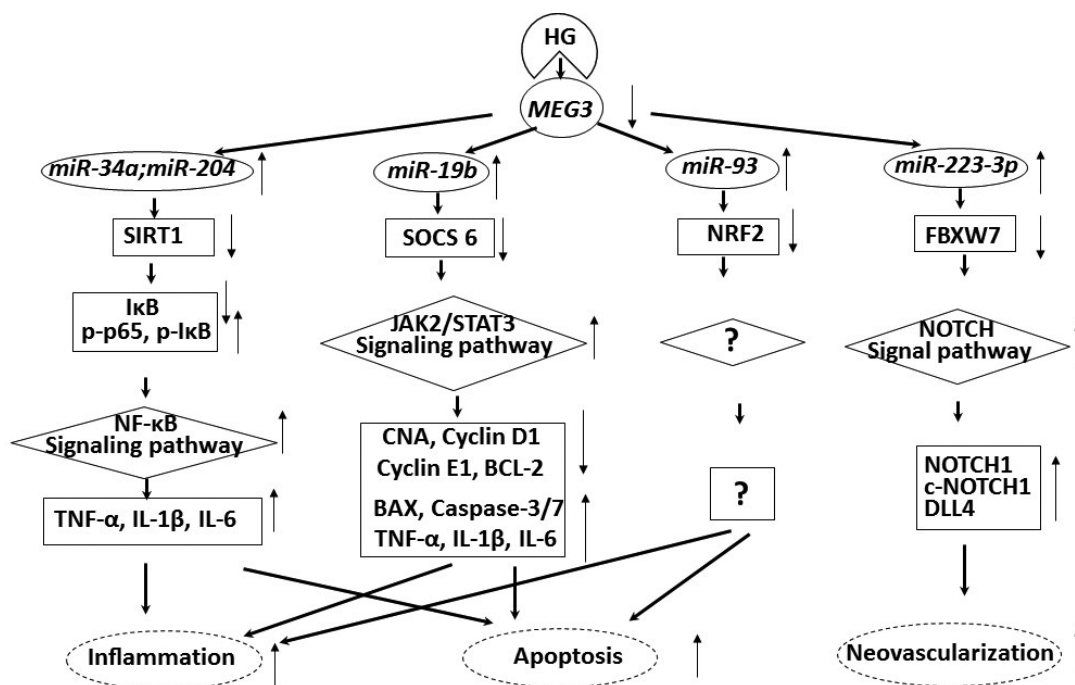 HG
MEG3
miR-34a;miR-204
miR-19b
miR-93
miR-223-3p
SIRT1
SOCS 6
NRF2
FBXW7
IκB
p-p65, p-IκB
JAK2/STAT3
Signaling pathway
?
NOTCH
Signal pathway
NF-κB
Signaling pathway
CNA, Cyclin D1
Cyclin E1, BCL-2
BAX, Caspase-3/7
TNF-α, IL-1β, IL-6
?
NOTCH1
c-NOTCH1
DLL4
TNF-α, IL-1β, IL-6
Inflammation
Apoptosis
Neovascularization